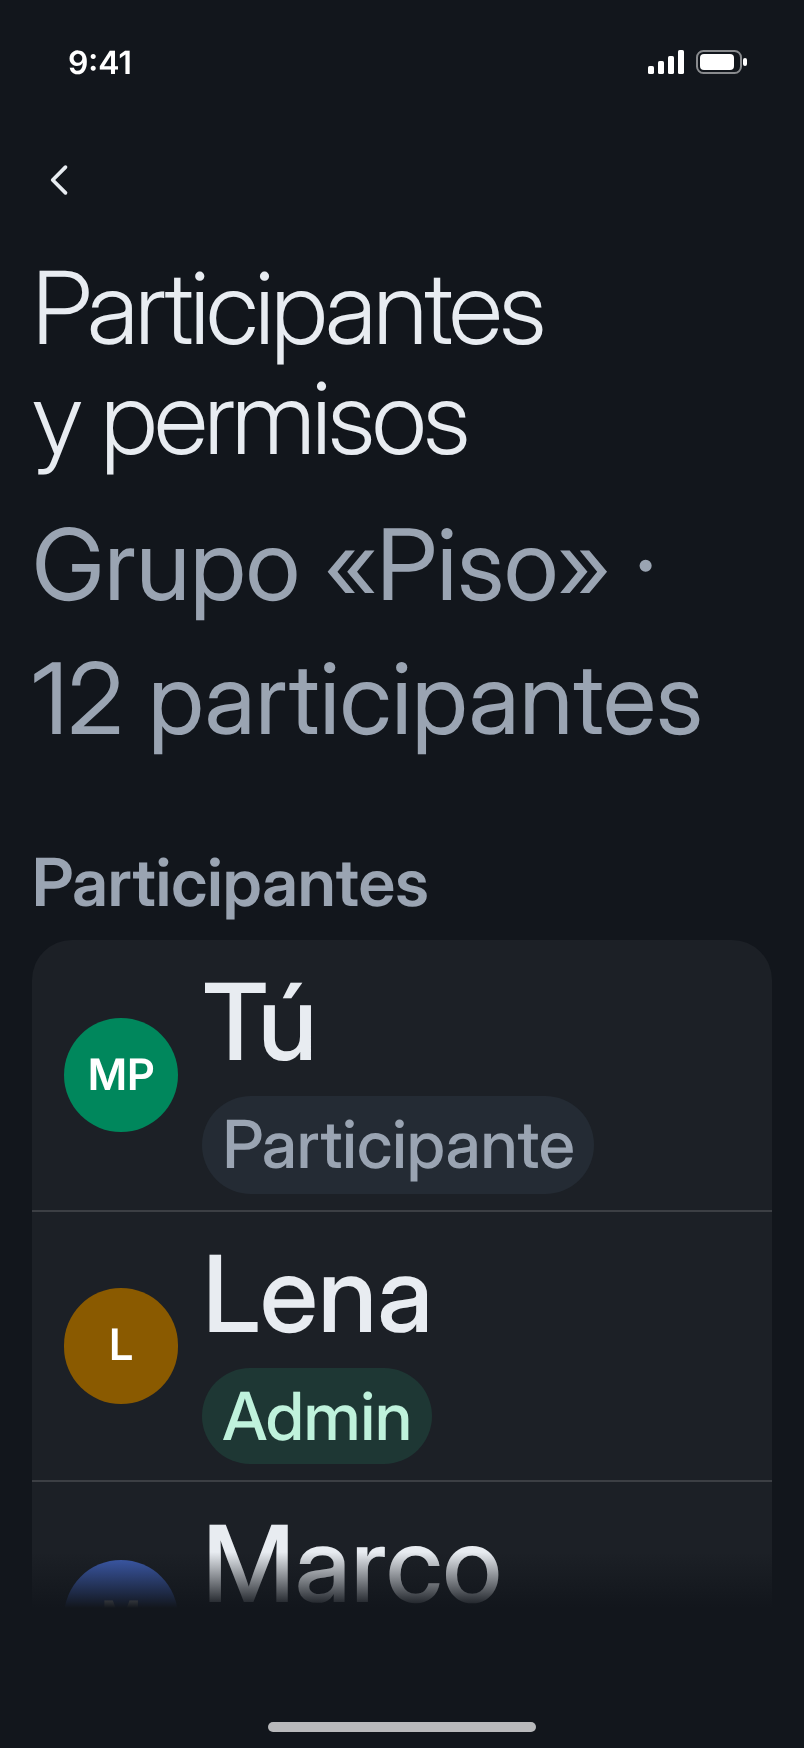 9:41
Participantes
y permisos
Grupo «Piso» ·
12 participantes
Participantes
Tú
MP
Participante
Lena
L
Admin
Marco